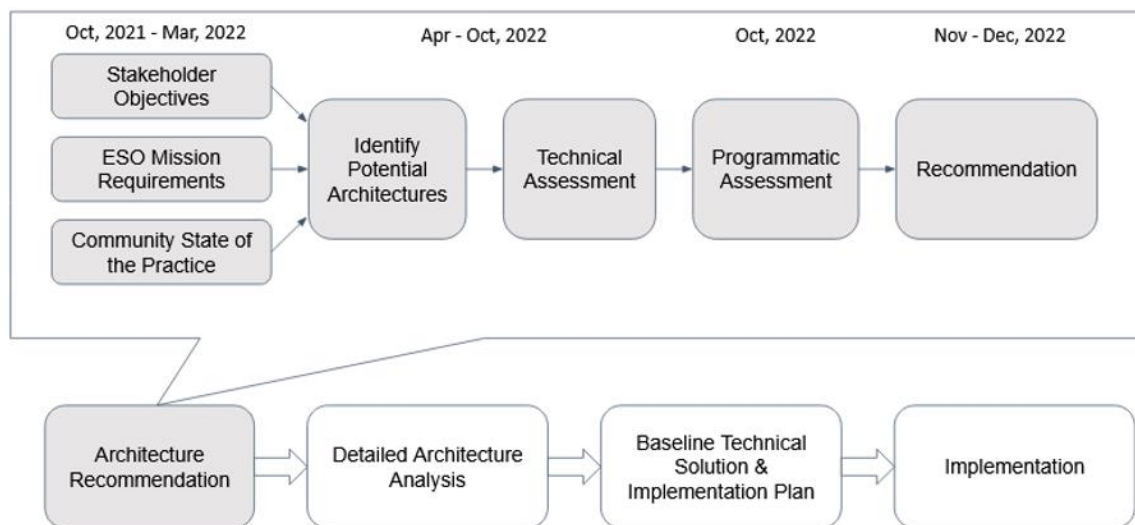 Oct, 2021 - Mar, 2022
Apr - Oct, 2022
Oct, 2022
Nov - Dec, 2022
Stakeholder
Objectives
ESO Mission
Requirements
Community State of
the Practice
Identify
Potential
Architectures
Technical
Assessment
Programmatic
Assessment
Recommendation
Architecture
Recommendation
Detailed Architecture
Analysis
Baseline Technical
Solution &
Implementation Plan
Implementation